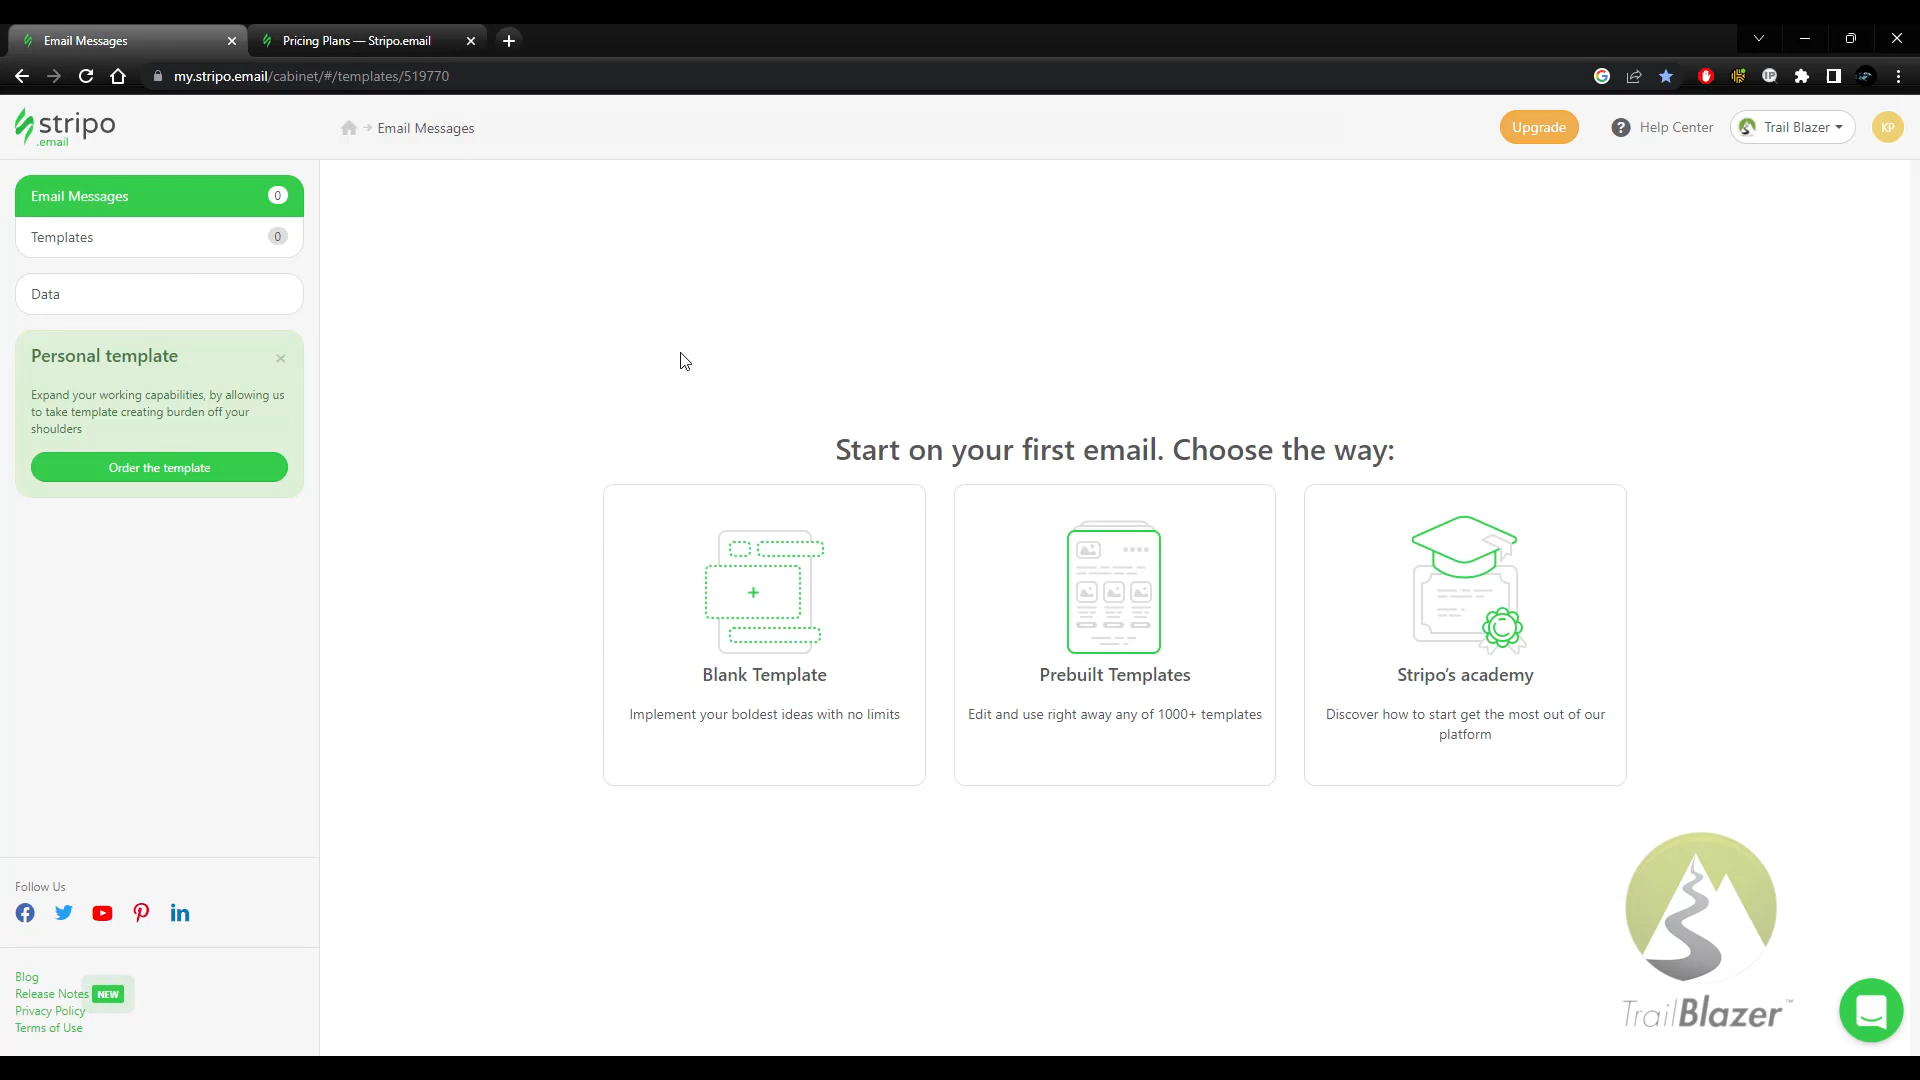 Email Messages
Pricing Plans — Stripo.email
my.stripo.email/cabinet/#/templates/519770
stripo
.email
Email Messages
Upgrade
? Help Center
Trail Blazer
KP
Email Messages 0
Templates 0
Data
Personal template
Expand your working capabilities, by allowing us
to take template creating burden off your
shoulders
Order the template
Start on your first email. Choose the way:
Blank Template
Implement your boldest ideas with no limits
Prebuilt Templates
Edit and use right away any of 1000+ templates
Stripo's academy
Discover how to start get the most out of our
platform
Follow Us
Blog
Release Notes NEW
Privacy Policy
Terms of Use
TrailBlazer™